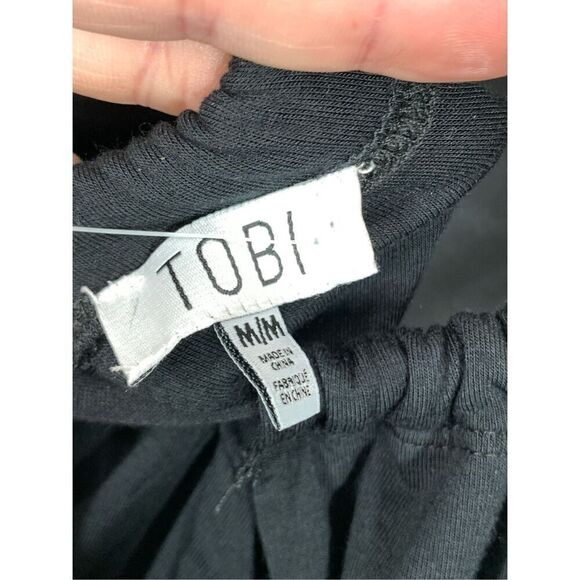 TOBI
M/M
MADE IN
CHINA
FABRIQUÉ
EN CHINE